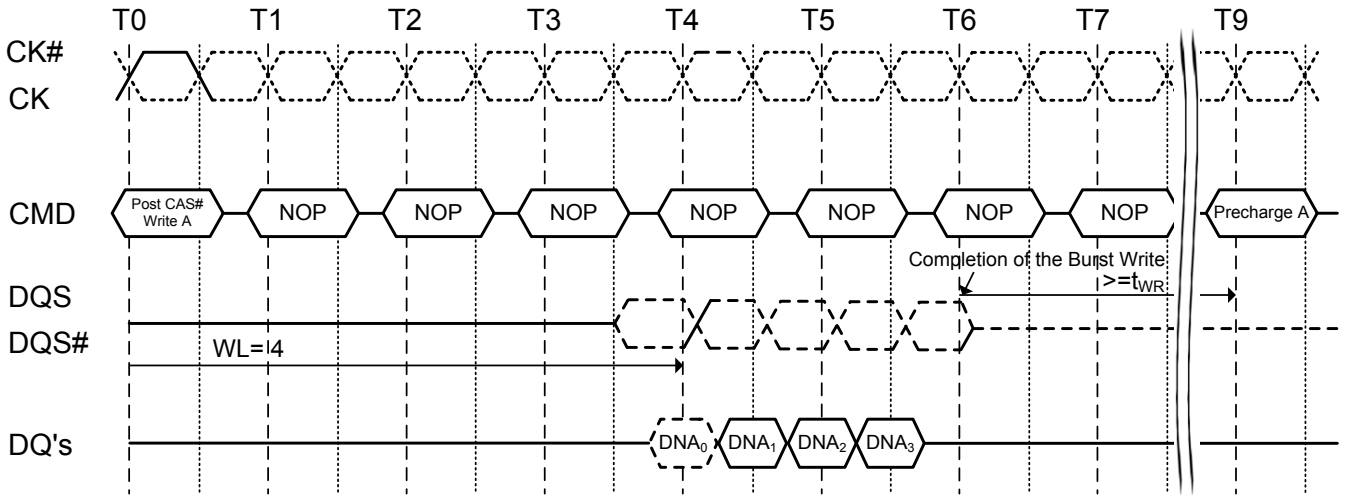 T0 T1 T2 T3 T4 T5 T6 T7 T9
CK#
CK
CMD
Post CAS#
Write A
NOP NOP NOP NOP NOP NOP NOP Precharge A
Completion of the Burst Write
>=tWR
DQS
DQS#
WL= 4
DQ's
DNA0 DNA1 DNA2 DNA3